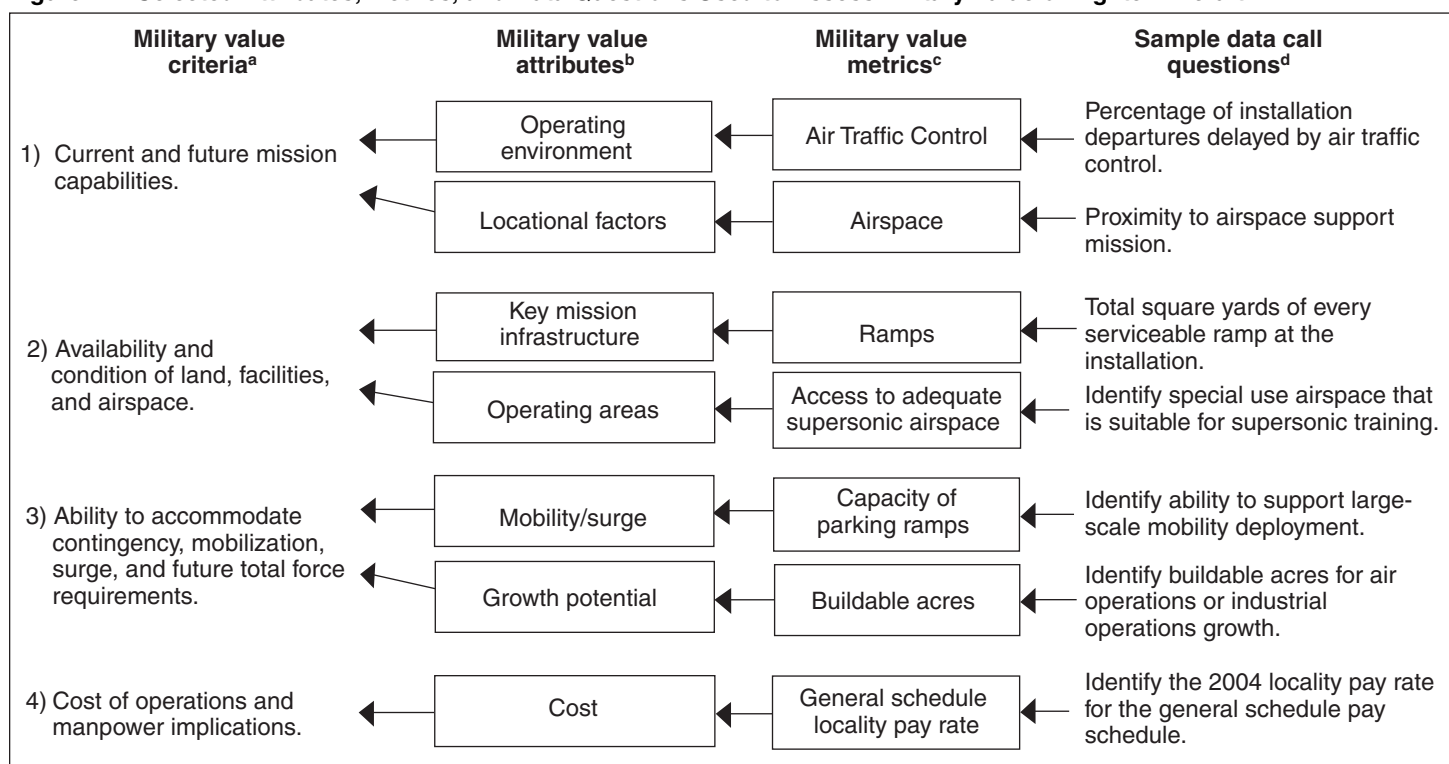 Military value
criteriaᵃ
Military value
attributesᵇ
Military value
metricsᶜ
Sample data call
questionsᵈ
1) Current and future mission
capabilities.
Operating
environment
Air Traffic Control
Percentage of installation
departures delayed by air traffic
control.
Locational factors
Airspace
Proximity to airspace support
mission.
2) Availability and
condition of land, facilities,
and airspace.
Key mission
infrastructure
Ramps
Total square yards of every
serviceable ramp at the
installation.
Operating areas
Access to adequate
supersonic airspace
Identify special use airspace that
is suitable for supersonic training.
3) Ability to accommodate
contingency, mobilization,
surge, and future total force
requirements.
Mobility/surge
Capacity of
parking ramps
Identify ability to support large-
scale mobility deployment.
Growth potential
Buildable acres
Identify buildable acres for air
operations or industrial
operations growth.
4) Cost of operations and
manpower implications.
Cost
General schedule
locality pay rate
Identify the 2004 locality pay rate
for the general schedule pay
schedule.